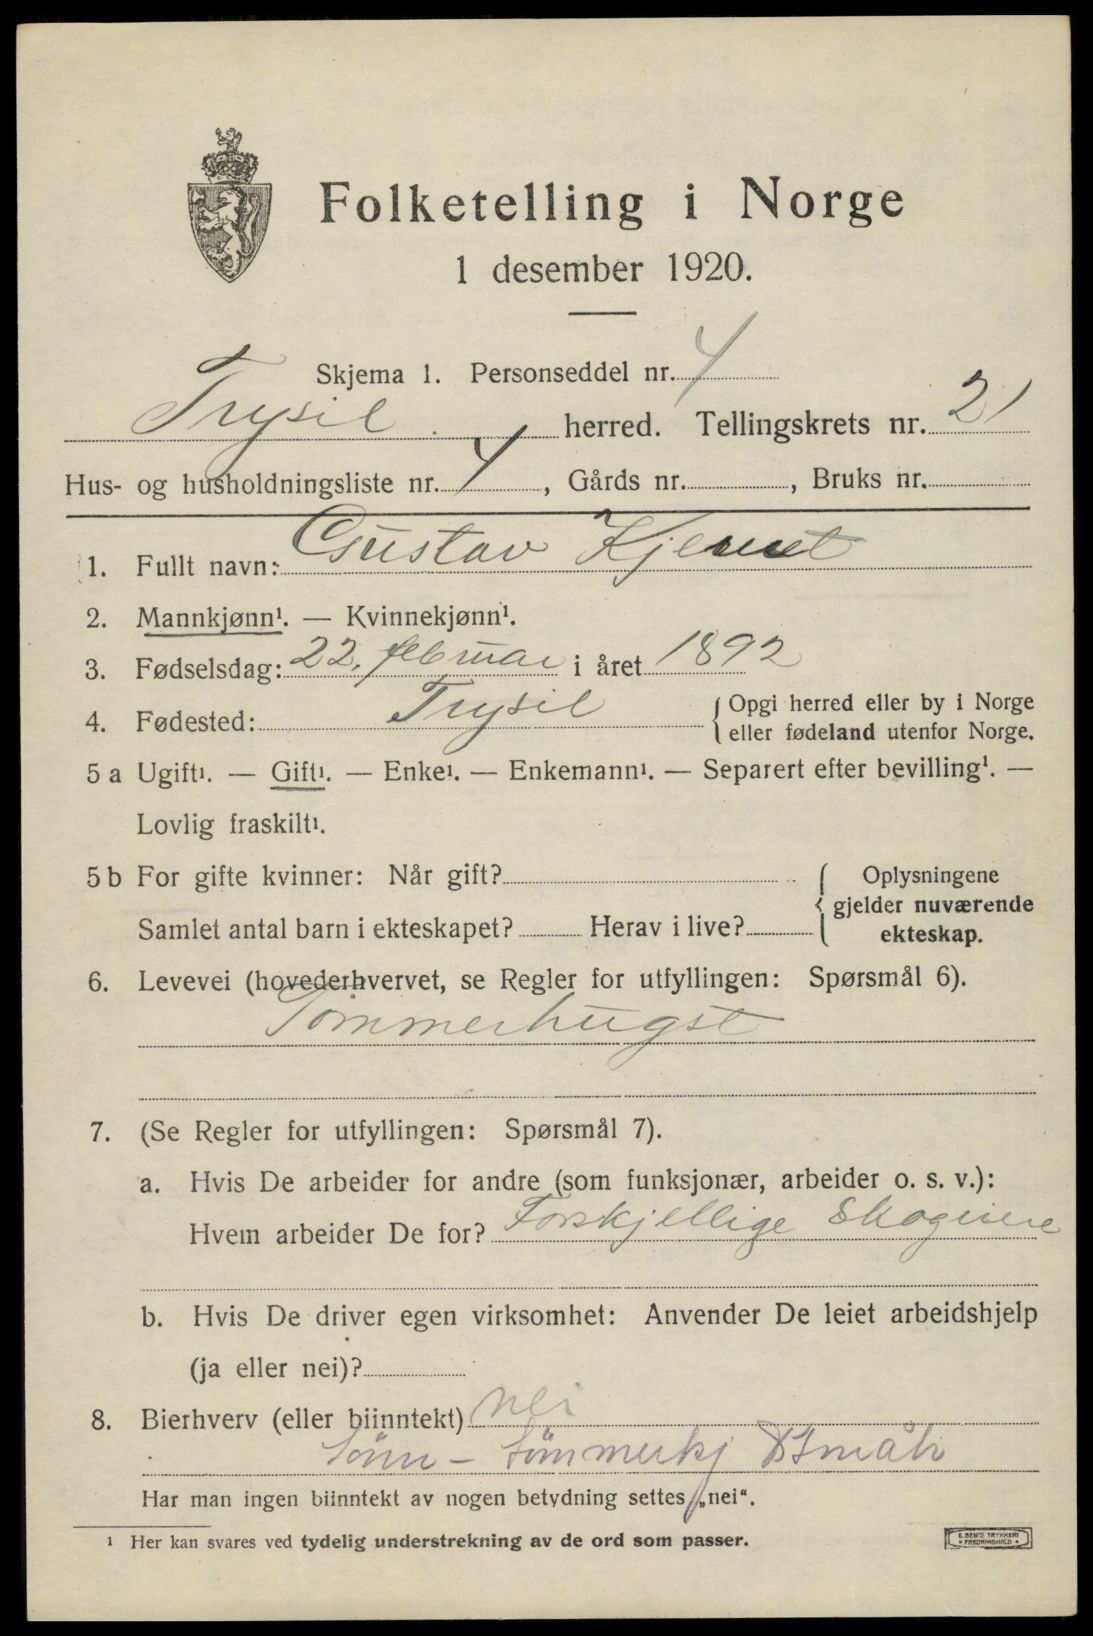 Folketelling i Norge
1 desember 1920.
Skjema 1. Personseddel nr. 4
Trysil herred. Tellingskrets nr. 21
Hus- og husholdningsliste nr. 4, Gårds nr. , Bruks nr.
1. Fullt navn: Gustav
2. Mannkjønn¹. — Kvinnekjønn¹.
3. Fødselsdag: 22. februar i året 1892
4. Fødested: Trysil { Opgi herred eller by i Norge
eller fødeland utenfor Norge.
5 a Ugift¹. — Gift¹. — Enke¹. — Enkemann¹. — Separert efter bevilling¹. —
Lovlig fraskilt¹.
5 b For gifte kvinner: Når gift? { Oplysningene
gjelder nuværende
Samlet antal barn i ekteskapet? Herav i live?
ekteskap.
6. Levevei (hovederhvervet, se Regler for utfyllingen: Spørsmål 6).
Tømmerhugst
7. (Se Regler for utfyllingen: Spørsmål 7).
a. Hvis De arbeider for andre (som funksjonær, arbeider o. s. v.):
Hvem arbeider De for? Forskjellige Skogeiere
b. Hvis De driver egen virksomhet: Anvender De leiet arbeidshjelp
(ja eller nei)?
8. Bierhverv (eller biinntekt) nei
Har man ingen biinntekt av nogen betydning settes „nei“.
¹ Her kan svares ved tydelig understrekning av de ord som passer.
E. SEM'S TRYKKERI
FREDRIKSHALD